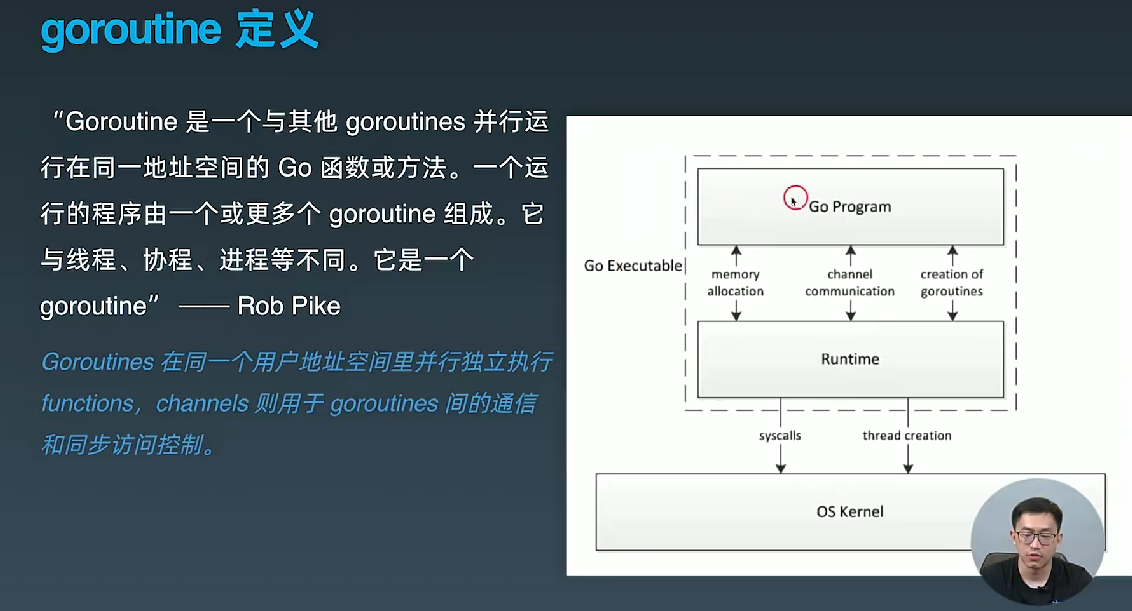 goroutine 定义
“Goroutine 是一个与其他 goroutines 并行运
行在同一地址空间的 Go 函数或方法。一个运
行的程序由一个或更多个 goroutine 组成。它
与线程、协程、进程等不同。它是一个
goroutine” —— Rob Pike
Goroutines 在同一个用户地址空间里并行独立执行
functions，channels 则用于 goroutines 间的通信
和同步访问控制。
Go Program
Go Executable
memory
allocation
channel
communication
creation of
goroutines
Runtime
syscalls
thread creation
OS Kernel